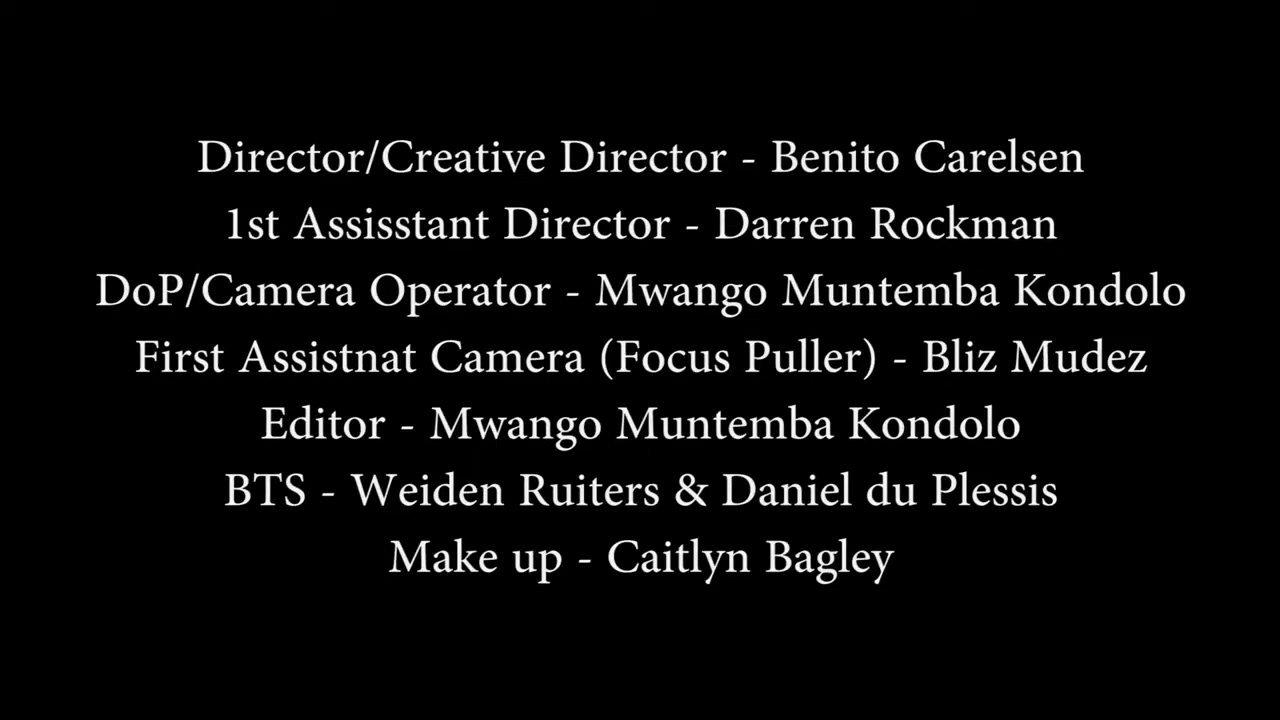 Director/Creative Director - Benito Carelsen
1st Assisstant Director - Darren Rockman
DoP/Camera Operator - Mwango Muntemba Kondolo
First Assistnat Camera (Focus Puller) - Bliz Mudez
Editor - Mwango Muntemba Kondolo
BTS - Weiden Ruiters & Daniel du Plessis
Make up - Caitlyn Bagley